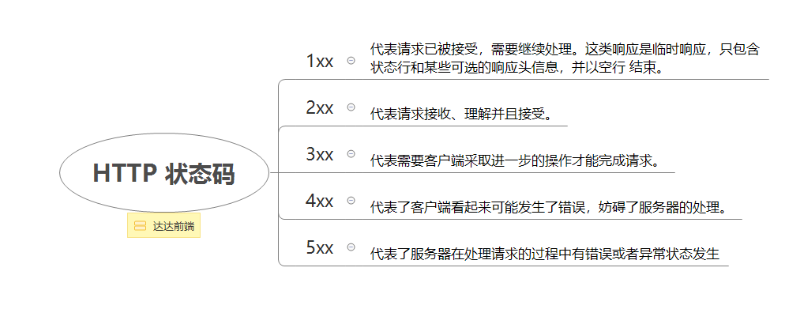 HTTP 状态码
达达前端
1xx
代表请求已被接受，需要继续处理。这类响应是临时响应，只包含
状态行和某些可选的响应头信息，并以空行 结束。
2xx
代表请求接收、理解并且接受。
3xx
代表需要客户端采取进一步的操作才能完成请求。
4xx
代表了客户端看起来可能发生了错误，妨碍了服务器的处理。
5xx
代表了服务器在处理请求的过程中有错误或者异常状态发生